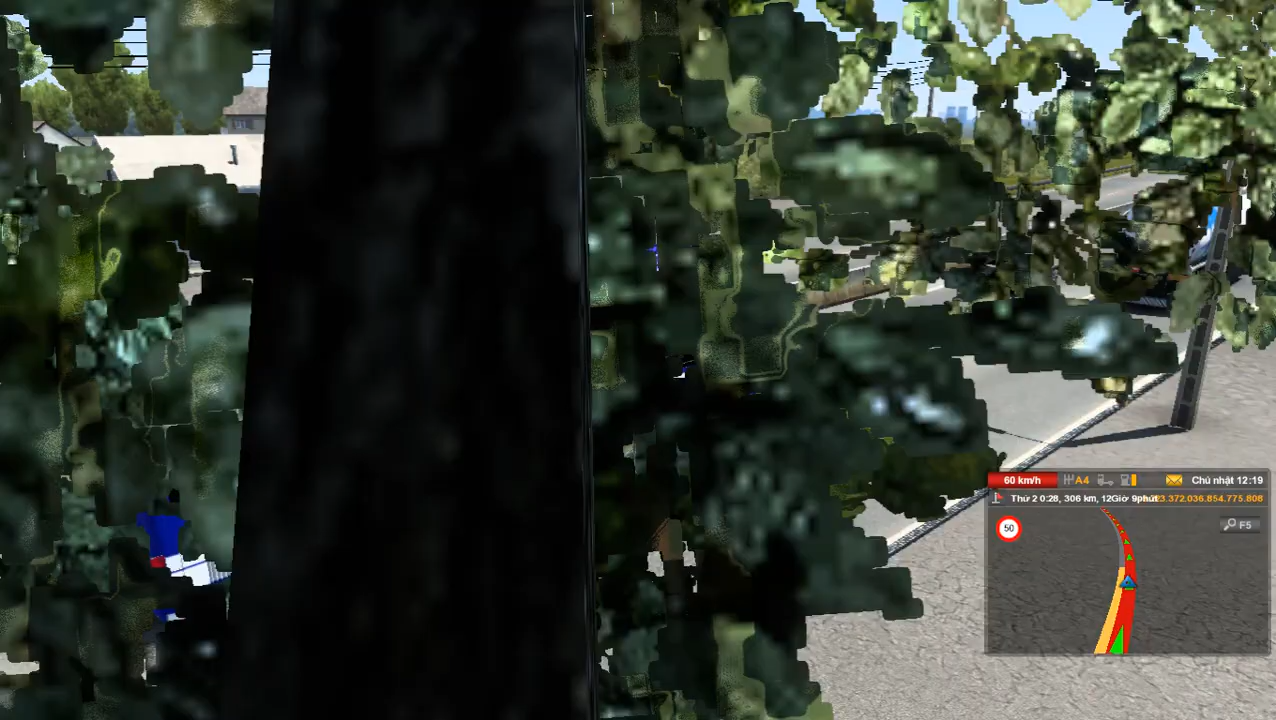 60 km/h A4 Chủ nhật 12:19
Thứ 2 0:28, 306 km, 12Giờ 9phút 23.372.036.854.775.808
50 F5